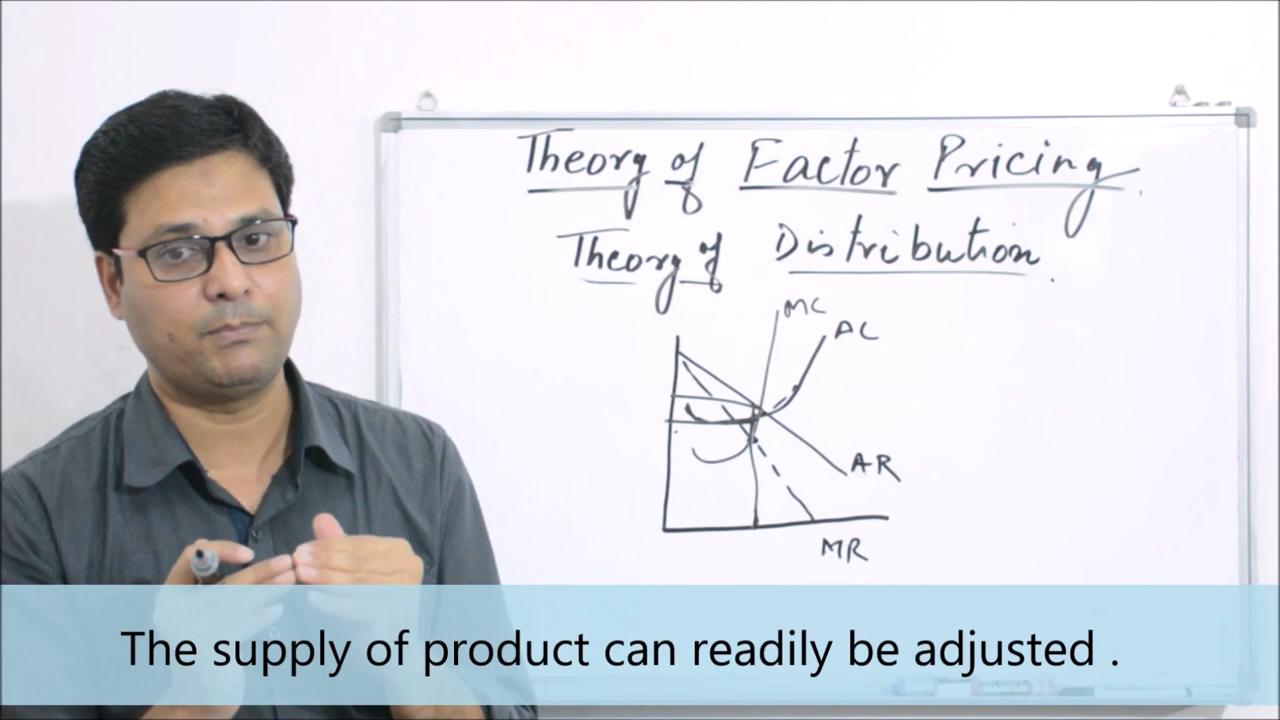 Theory of Factor Pricing
Theory of Distribution
MC
AC
AR
MR
The supply of product can readily be adjusted .